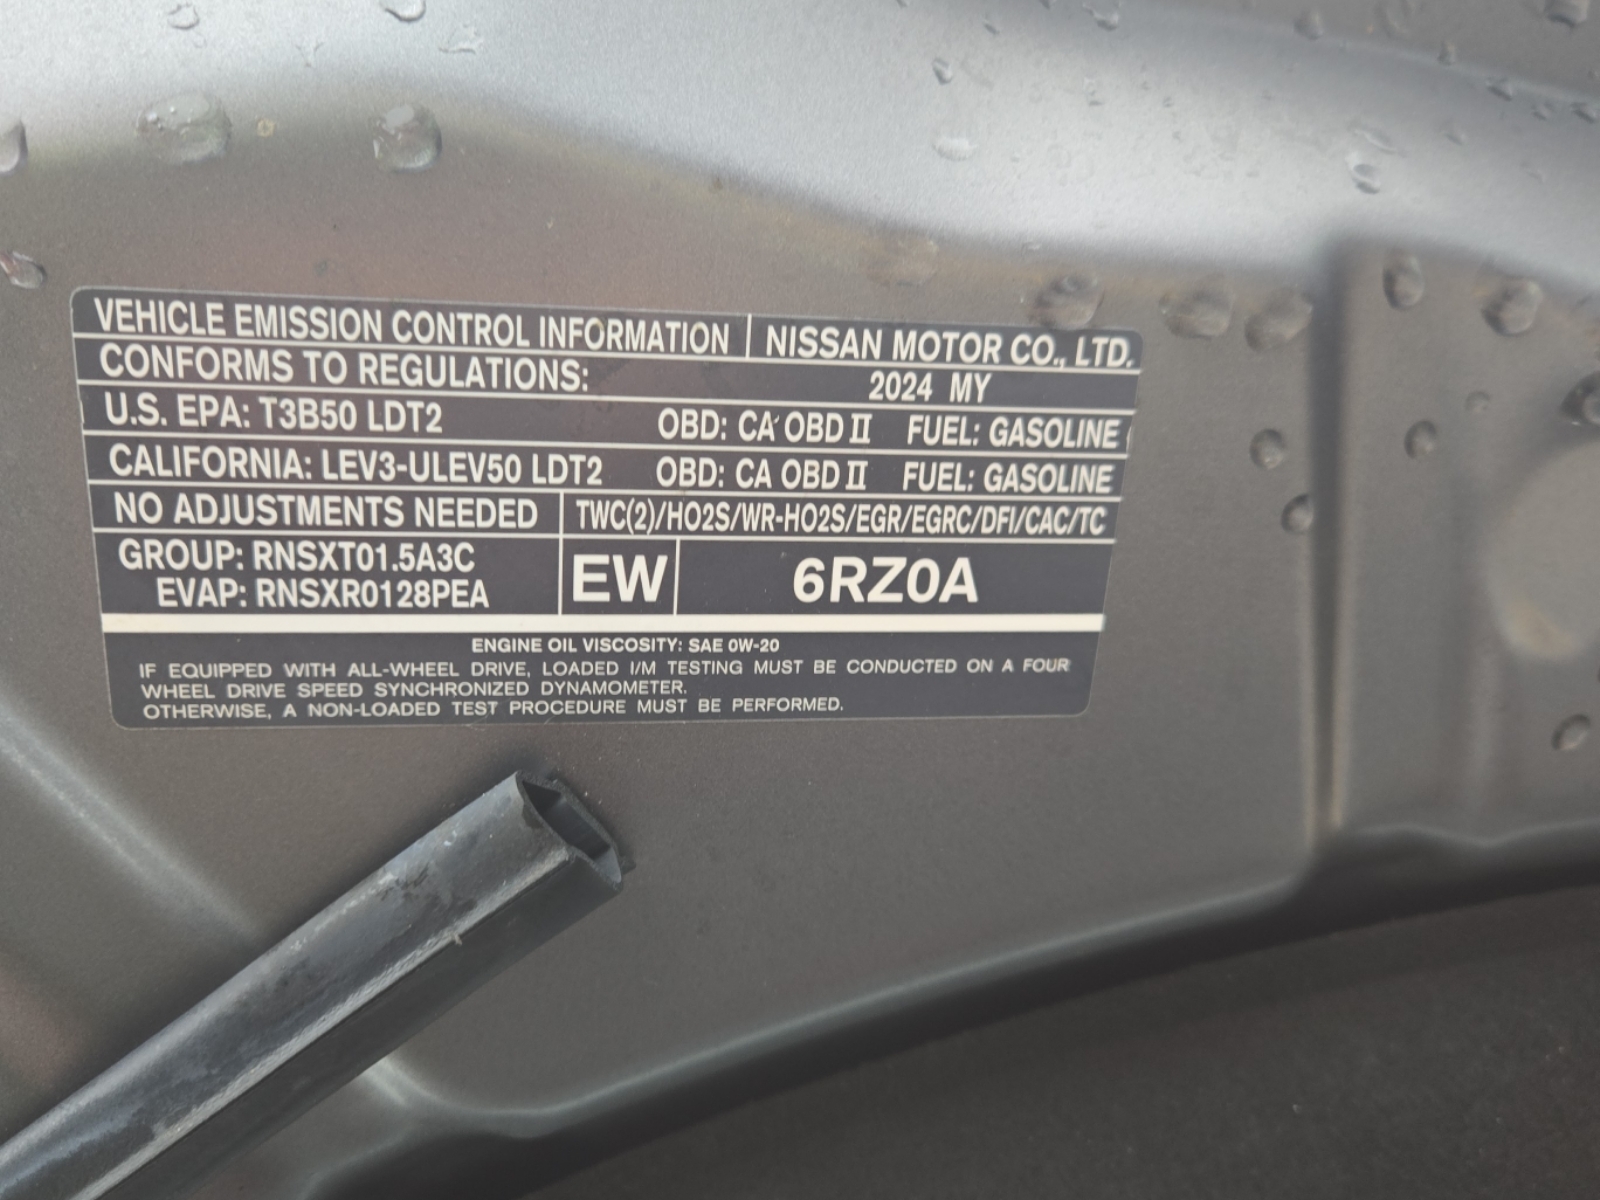 VEHICLE EMISSION CONTROL INFORMATION NISSAN MOTOR CO., LTD.
CONFORMS TO REGULATIONS: 2024 MY
U.S. EPA: T3B50 LDT2 OBD: CA OBD II FUEL: GASOLINE
CALIFORNIA: LEV3-ULEV50 LDT2 OBD: CA OBD II FUEL: GASOLINE
NO ADJUSTMENTS NEEDED TWC(2)/HO2S/WR-HO2S/EGR/EGRC/DFI/CAC/TC
GROUP: RNSXT01.5A3C
EVAP: RNSXR0128PEA
EW 6RZ0A
ENGINE OIL VISCOSITY: SAE 0W-20
IF EQUIPPED WITH ALL-WHEEL DRIVE, LOADED I/M TESTING MUST BE CONDUCTED ON A FOUR
WHEEL DRIVE SPEED SYNCHRONIZED DYNAMOMETER.
OTHERWISE, A NON-LOADED TEST PROCEDURE MUST BE PERFORMED.